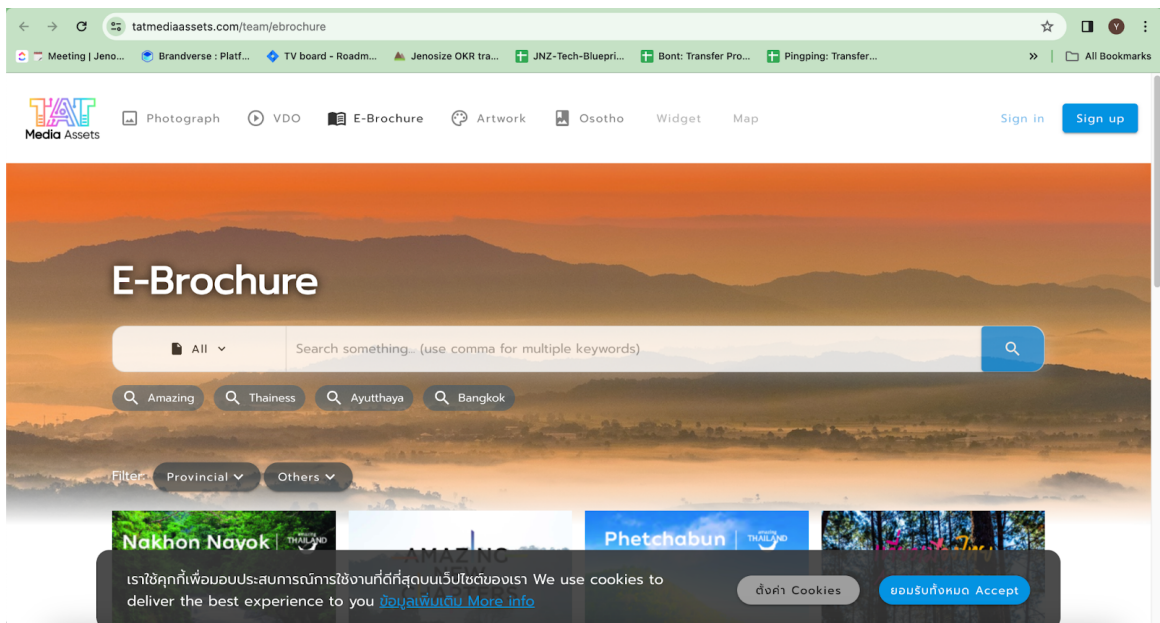 tatmediaassets.com/team/ebrochure
Y
Meeting | Jeno... Brandverse : Platf... TV board - Roadm... Jenosize OKR tra... JNZ-Tech-Bluepri... Bont: Transfer Pro... Pingping: Transfer... » All Bookmarks
TAT
Media Assets
Photograph VDO E-Brochure Artwork Osotho Widget Map Sign in Sign up
E-Brochure
All Search something... (use comma for multiple keywords)
Amazing Thainess Ayutthaya Bangkok
Filter: Provincial Others
Nakhon Nayok THAILAND
AMAZING
NEW
CHAPTERS
Phetchabun THAILAND
เราใช้คุกกี้เพื่อมอบประสบการณ์การใช้งานที่ดีที่สุดบนเว็บไซต์ของเรา We use cookies to
deliver the best experience to you ข้อมูลเพิ่มเติม More info
ตั้งค่า Cookies ยอมรับทั้งหมด Accept